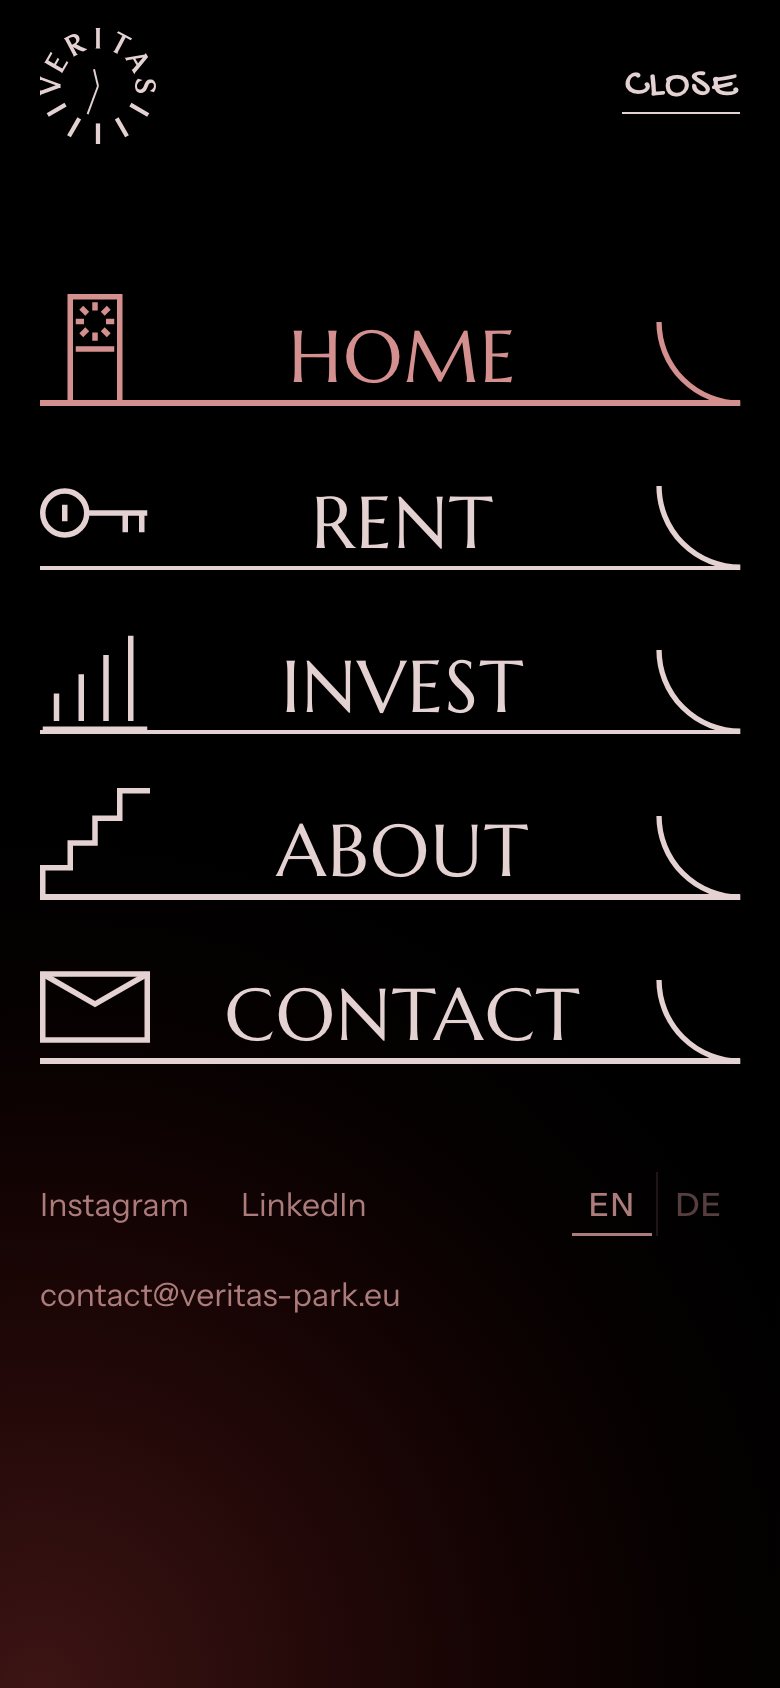 VERITAS
CLOSE
HOME
RENT
INVEST
ABOUT
CONTACT
Instagram LinkedIn EN DE
contact@veritas-park.eu